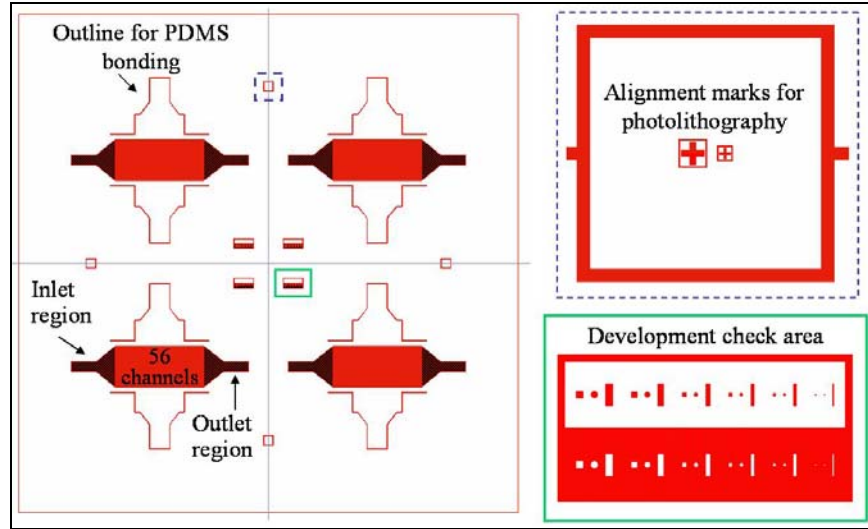 Outline for PDMS
bonding
Alignment marks for
photolithography
Inlet
region
56
channels
Outlet
region
Development check area